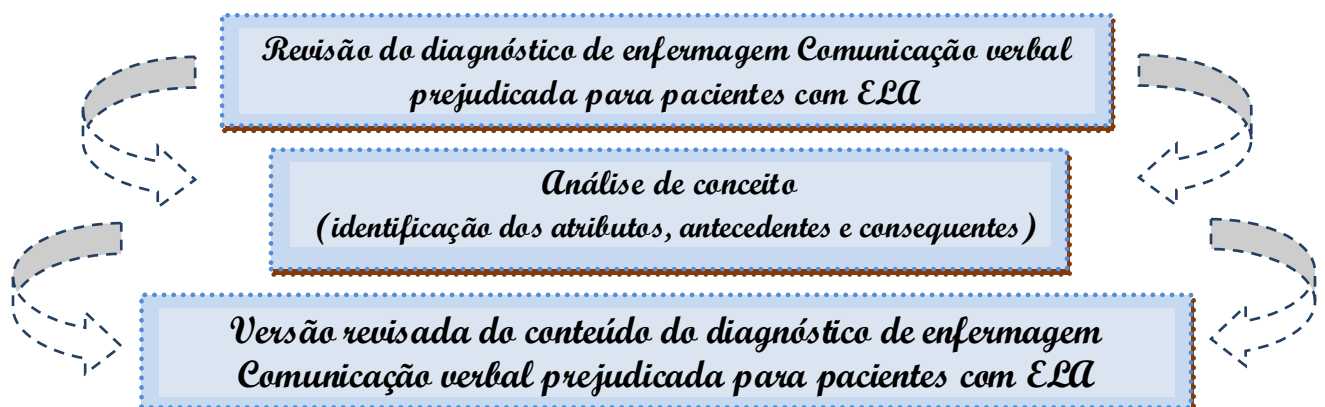 Revisão do diagnóstico de enfermagem Comunicação verbal
prejudicada para pacientes com ELA
Análise de conceito
(identificação dos atributos, antecedentes e consequentes)
Versão revisada do conteúdo do diagnóstico de enfermagem
Comunicação verbal prejudicada para pacientes com ELA